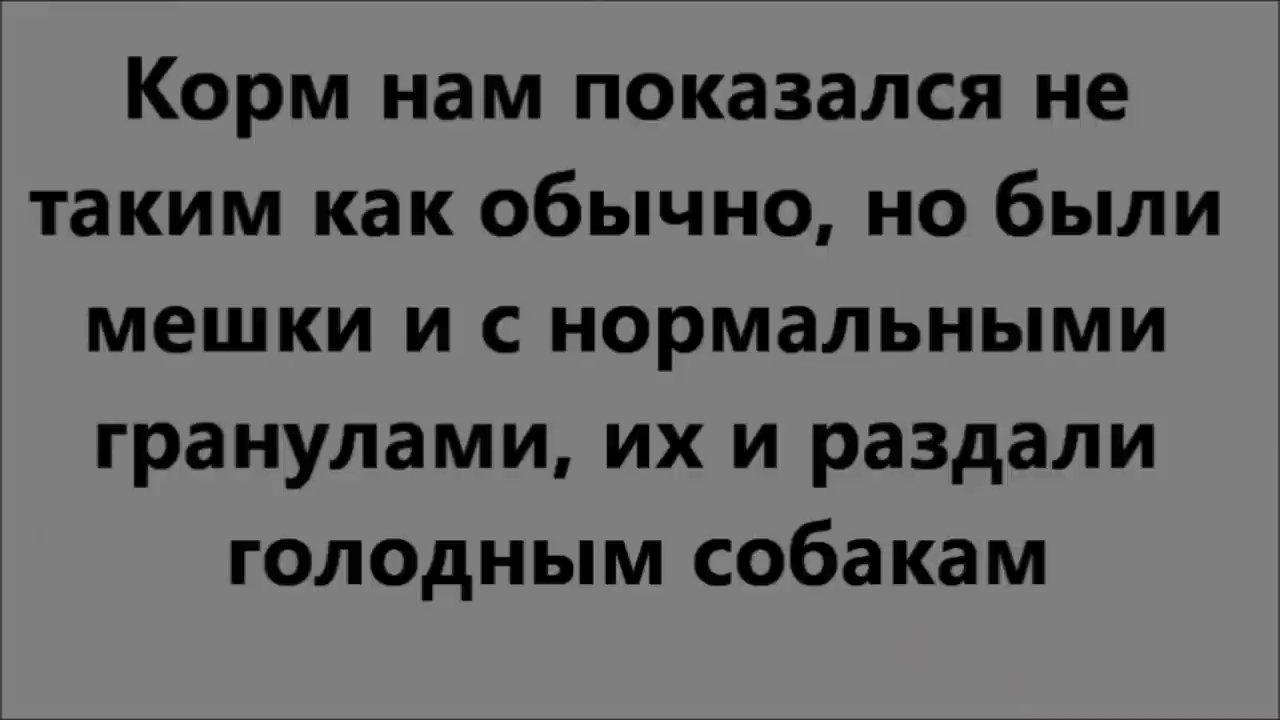 Корм нам показался не
таким как обычно, но были
мешки и с нормальными
гранулами, их и раздали
голодным собакам